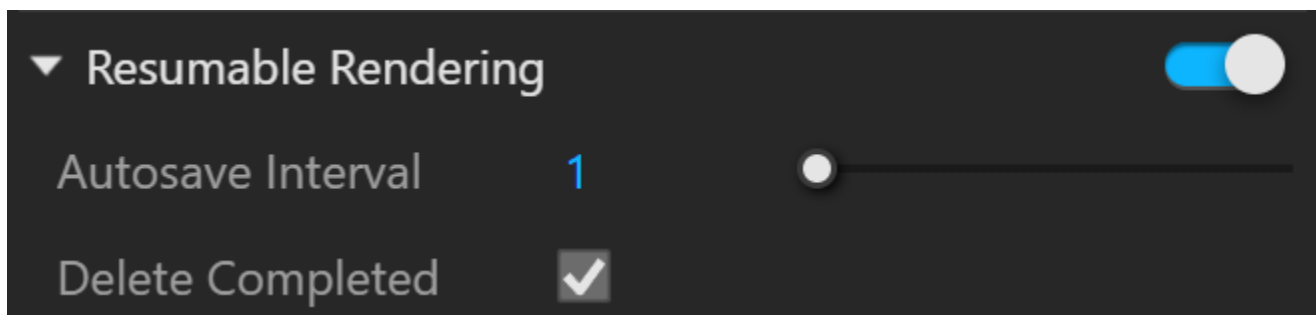 Resumable Rendering
Autosave Interval 1
Delete Completed